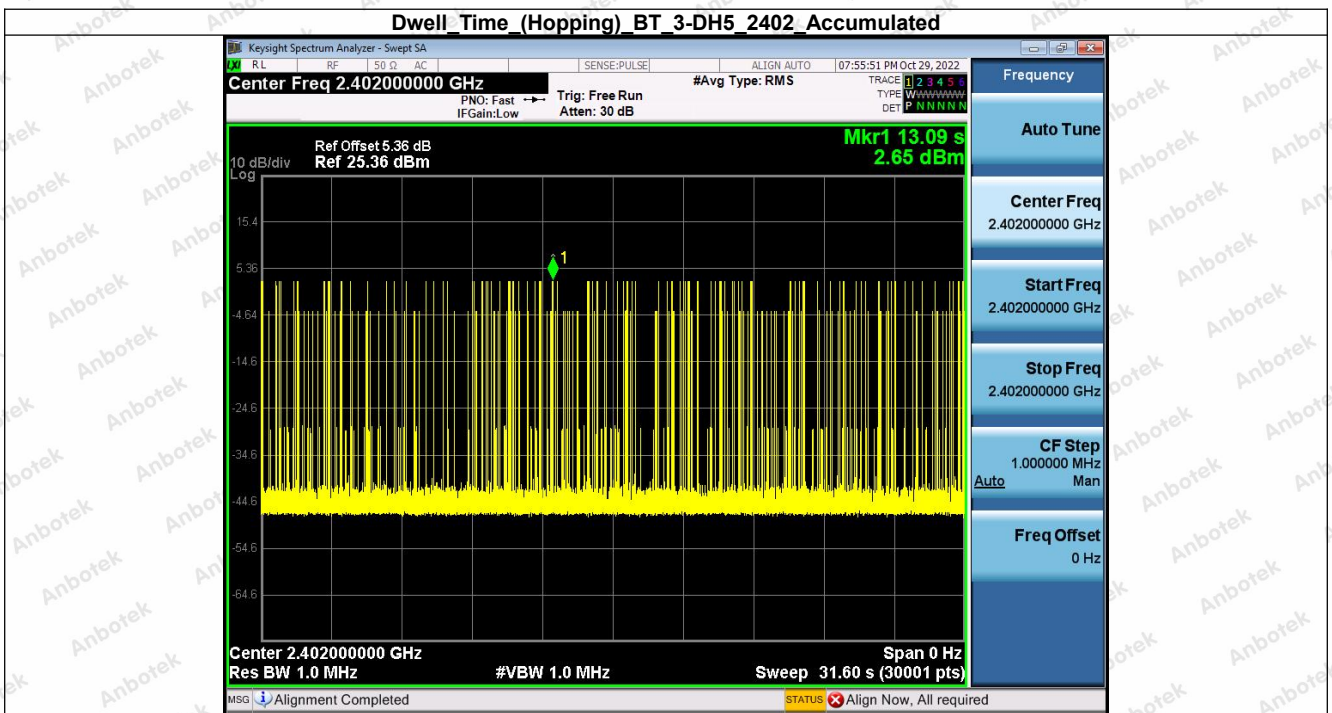 Dwell_Time_(Hopping)_BT_3-DH5_2402_Accumulated
Keysight Spectrum Analyzer - Swept SA
LXI RL RF 50 Ω AC SENSE:PULSE ALIGN AUTO 07:55:51 PM Oct 29, 2022
Center Freq 2.402000000 GHz
PNO: Fast
IFGain:Low
Trig: Free Run
Atten: 30 dB
#Avg Type: RMS
TRACE 1 2 3 4 5 6
TYPE WWWWWW
DET P N N N N N
Mkr1 13.09 s
2.65 dBm
10 dB/div
Log
Ref Offset 5.36 dB
Ref 25.36 dBm
15.4
5.36
-4.64
-14.6
-24.6
-34.6
-44.6
-54.6
-64.6
1
Center 2.402000000 GHz
Span 0 Hz
Res BW 1.0 MHz
#VBW 1.0 MHz
Sweep 31.60 s (30001 pts)
MSG Alignment Completed
STATUS Align Now, All required
Frequency
Auto Tune
Center Freq
2.402000000 GHz
Start Freq
2.402000000 GHz
Stop Freq
2.402000000 GHz
CF Step
1.000000 MHz
Auto Man
Freq Offset
0 Hz
Anbotek